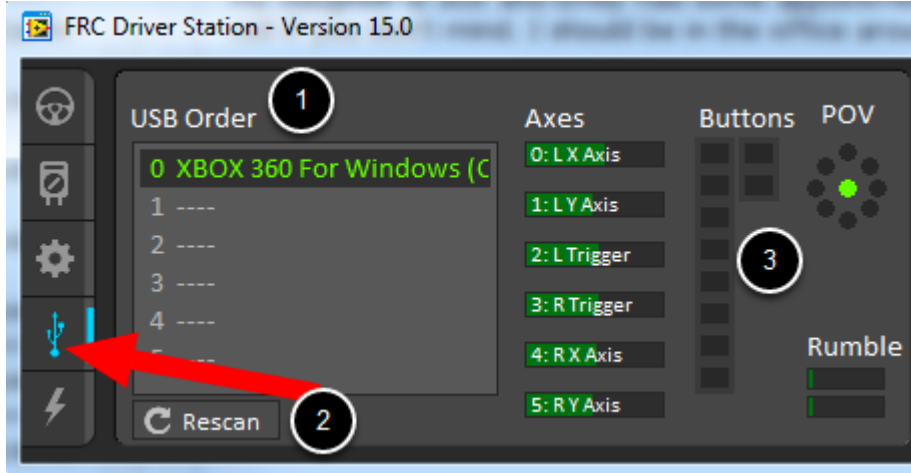 FRC Driver Station - Version 15.0
USB Order
1
0 XBOX 360 For Windows (C
1 ----
2 ----
3 ----
4 ----
Rescan
2
Axes
0: L X Axis
1: L Y Axis
2: L Trigger
3: R Trigger
4: R X Axis
5: R Y Axis
Buttons
3
POV
Rumble